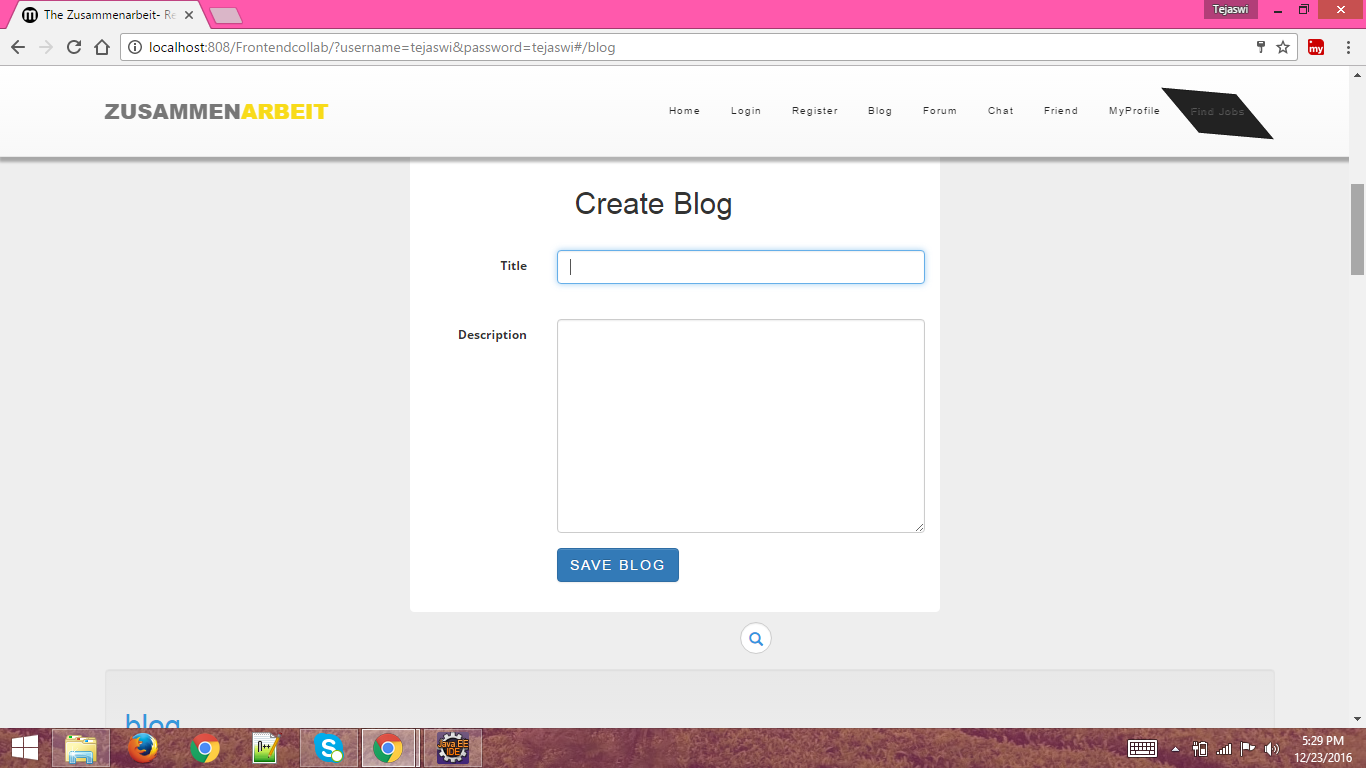 The Zusammenarbeit- Re
Tejaswi
localhost:808/Frontendcollab/?username=tejaswi&password=tejaswi#/blog
my
ZUSAMMENARBEIT
Home Login Register Blog Forum Chat Friend MyProfile Find Jobs
Create Blog
Title
Description
SAVE BLOG
blog
Java EE
IDE
5:29 PM
12/23/2016